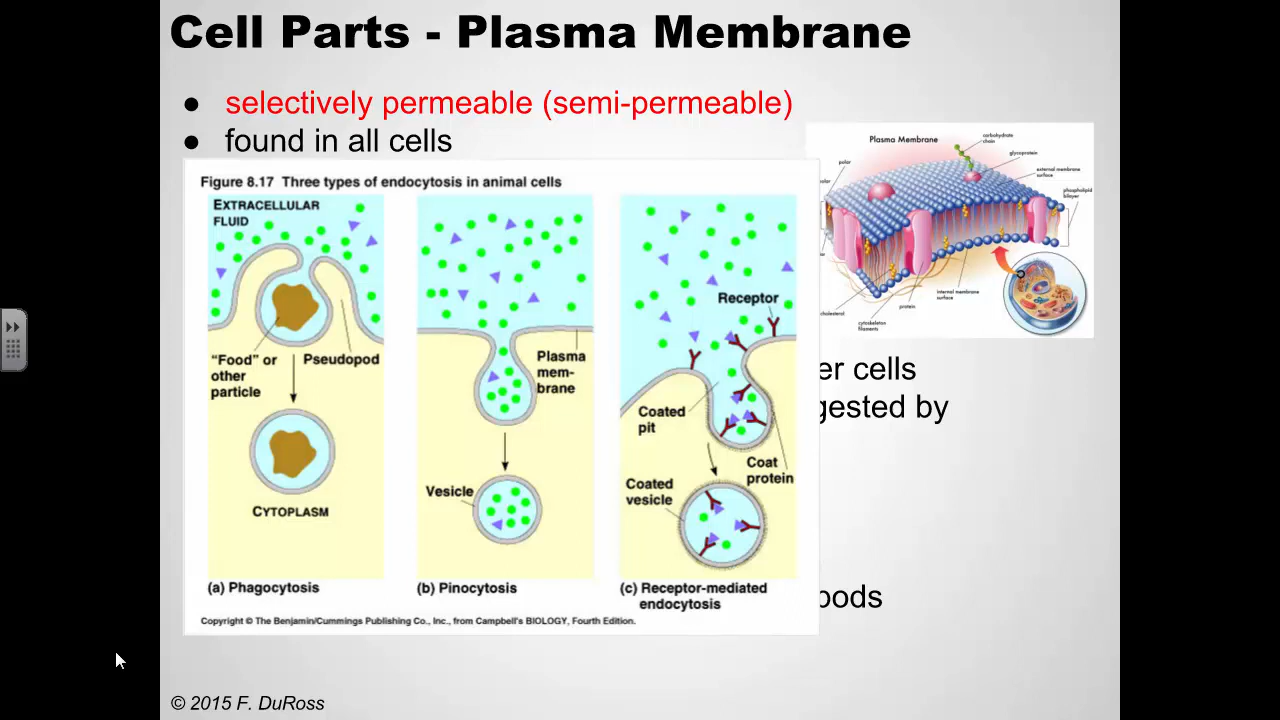 Cell Parts - Plasma Membrane
● selectively permeable (semi-permeable)
● found in all cells
Figure 8.17 Three types of endocytosis in animal cells
EXTRACELLULAR
FLUID
"Food" or
other
particle
Pseudopod
CYTOPLASM
(a) Phagocytosis
Plasma
mem-
brane
Vesicle
(b) Pinocytosis
Receptor
Coated
pit
Coat
protein
Coated
vesicle
(c) Receptor-mediated
endocytosis
Copyright © The Benjamin/Cummings Publishing Co., Inc., from Campbell's BIOLOGY, Fourth Edition.
Plasma Membrane
carbohydrate
chain
glycoprotein
external membrane
surface
phospholipid
bilayer
polar
internal membrane
surface
protein
cytoskeleton
filaments
er cells
gested by
© 2015 F. DuRoss